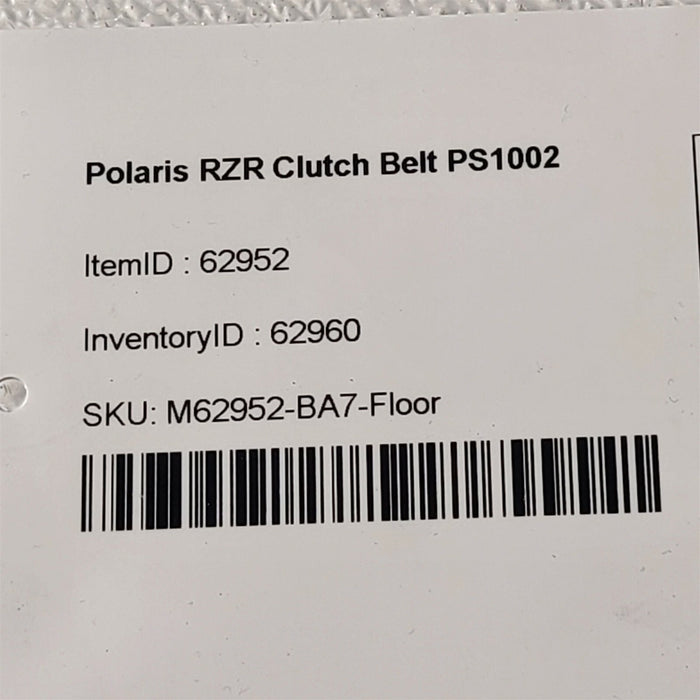 Polaris RZR Clutch Belt PS1002
ItemID : 62952
InventoryID : 62960
SKU: M62952-BA7-Floor